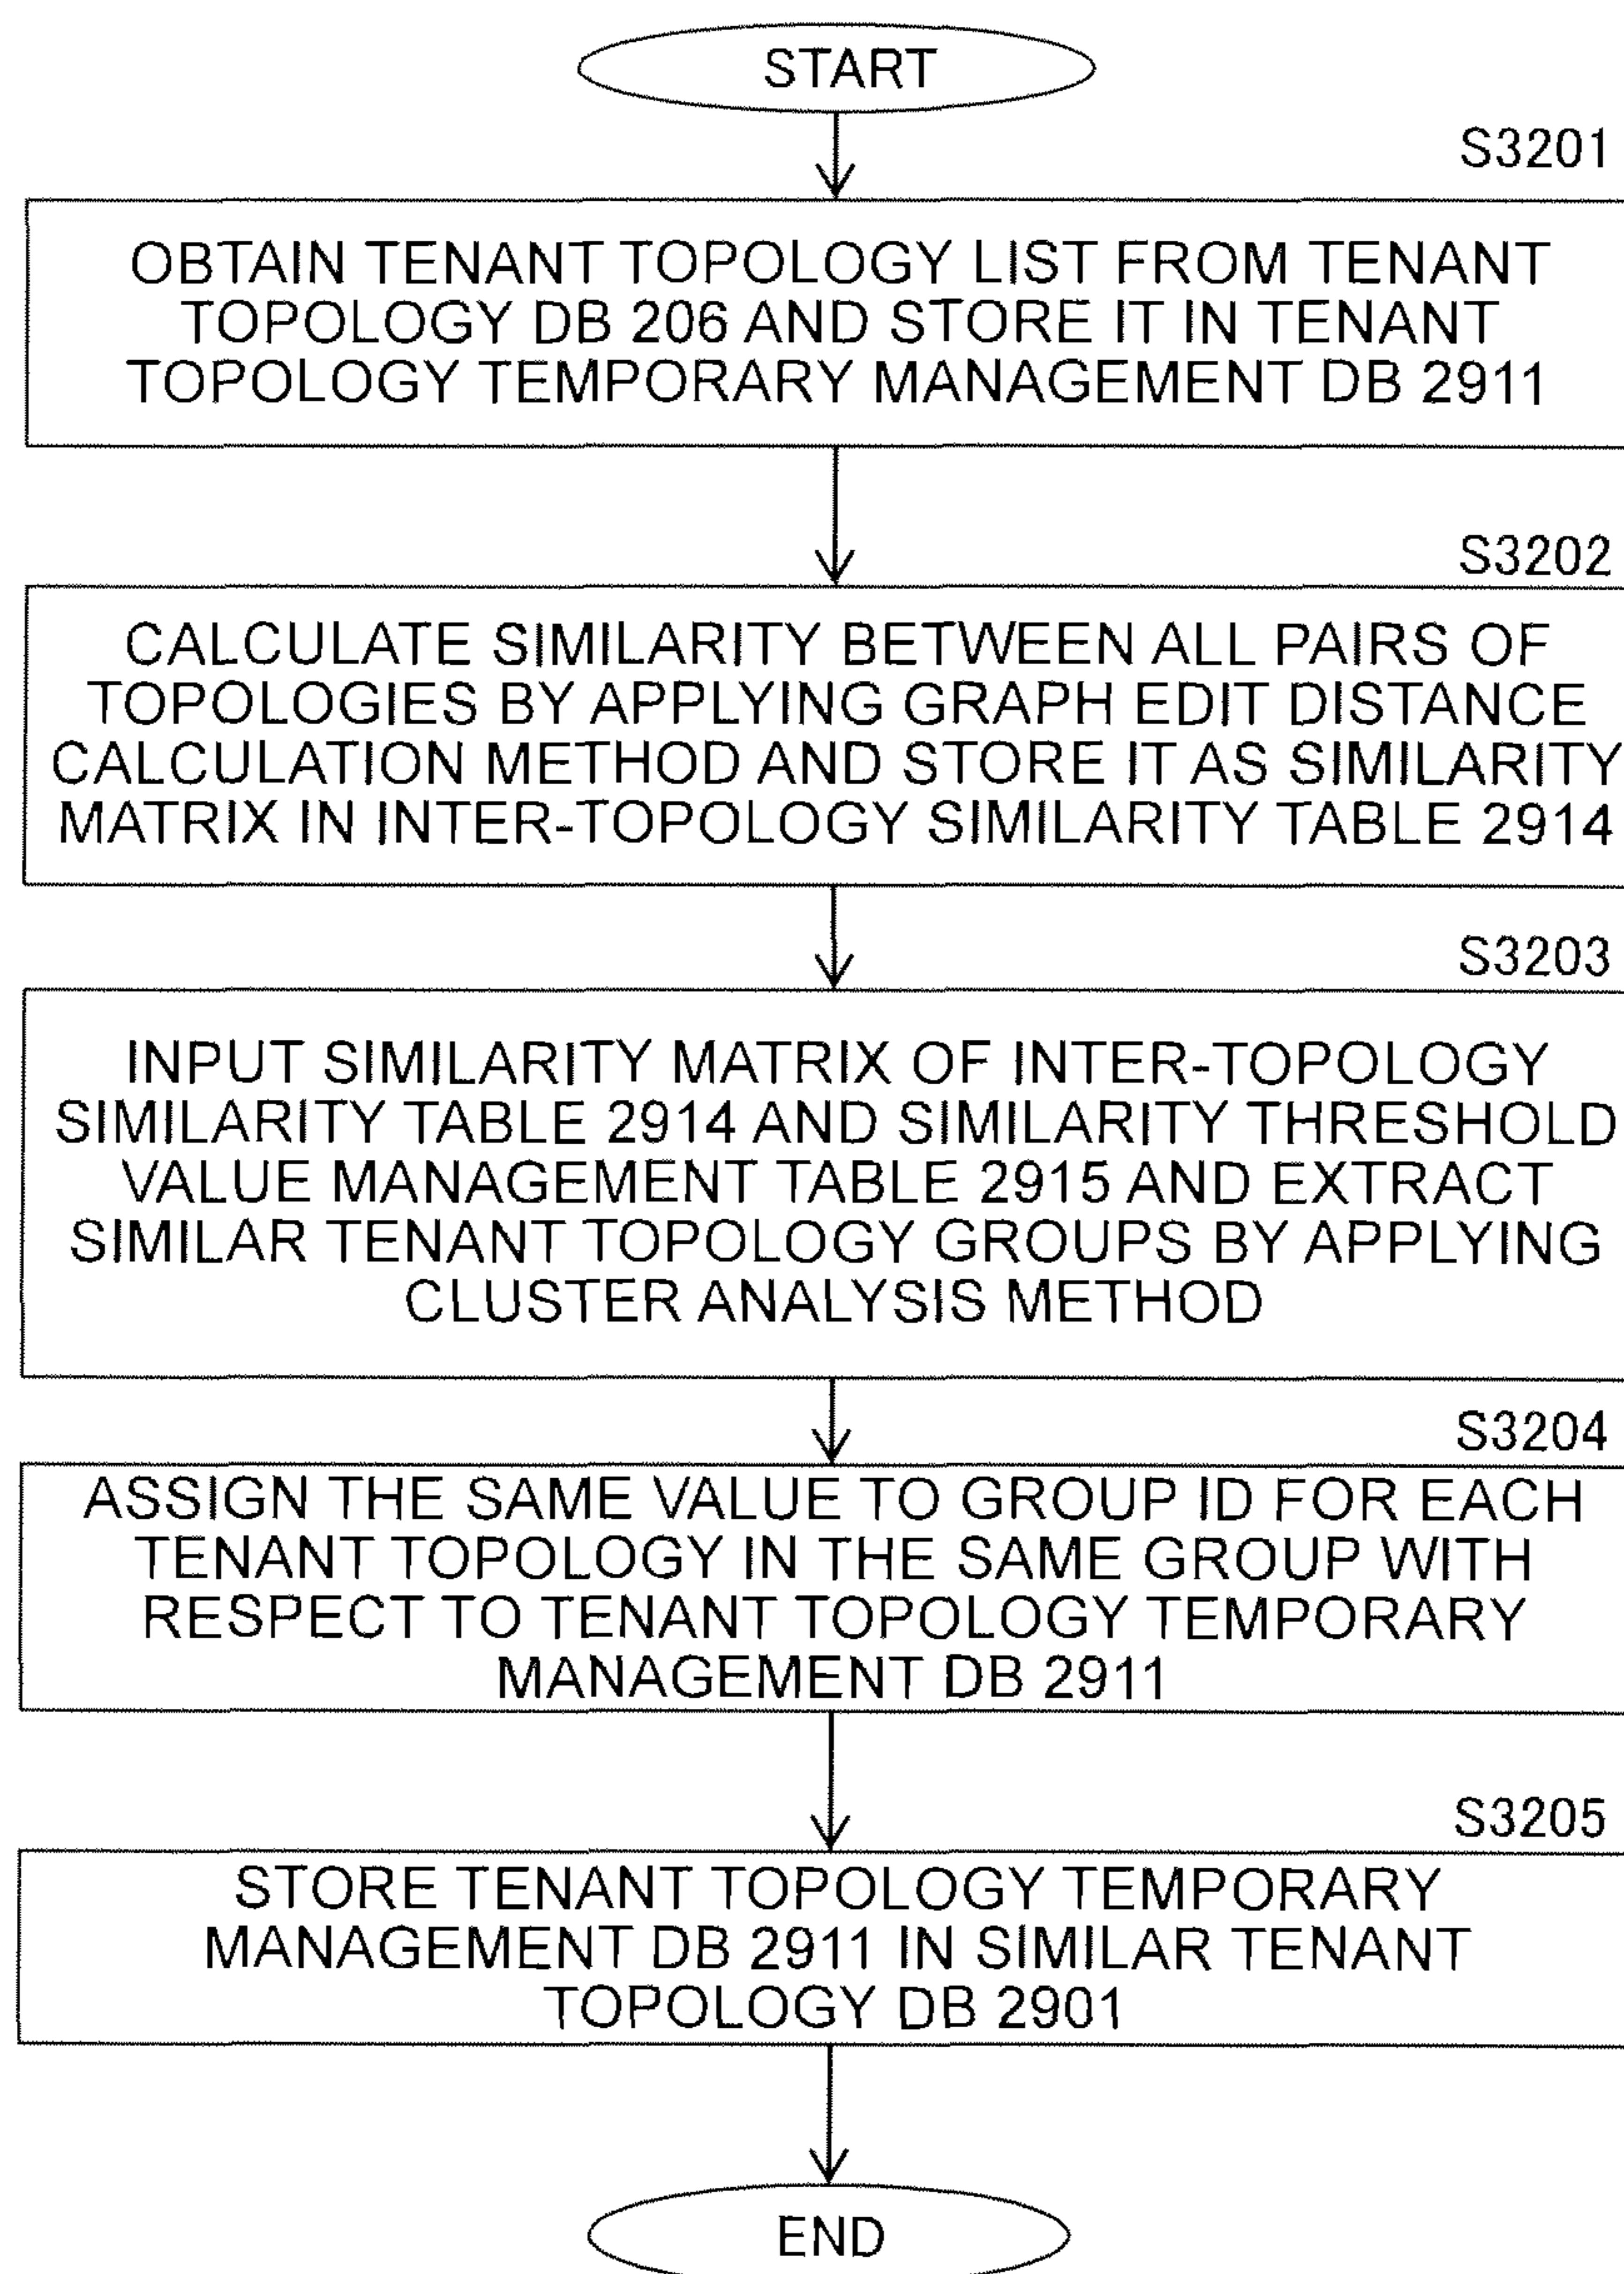 START
S3201
OBTAIN TENANT TOPOLOGY LIST FROM TENANT
TOPOLOGY DB 206 AND STORE IT IN TENANT
TOPOLOGY TEMPORARY MANAGEMENT DB 2911
S3202
CALCULATE SIMILARITY BETWEEN ALL PAIRS OF
TOPOLOGIES BY APPLYING GRAPH EDIT DISTANCE
CALCULATION METHOD AND STORE IT AS SIMILARITY
MATRIX IN INTER-TOPOLOGY SIMILARITY TABLE 2914
S3203
INPUT SIMILARITY MATRIX OF INTER-TOPOLOGY
SIMILARITY TABLE 2914 AND SIMILARITY THRESHOLD
VALUE MANAGEMENT TABLE 2915 AND EXTRACT
SIMILAR TENANT TOPOLOGY GROUPS BY APPLYING
CLUSTER ANALYSIS METHOD
S3204
ASSIGN THE SAME VALUE TO GROUP ID FOR EACH
TENANT TOPOLOGY IN THE SAME GROUP WITH
RESPECT TO TENANT TOPOLOGY TEMPORARY
MANAGEMENT DB 2911
S3205
STORE TENANT TOPOLOGY TEMPORARY
MANAGEMENT DB 2911 IN SIMILAR TENANT
TOPOLOGY DB 2901
END